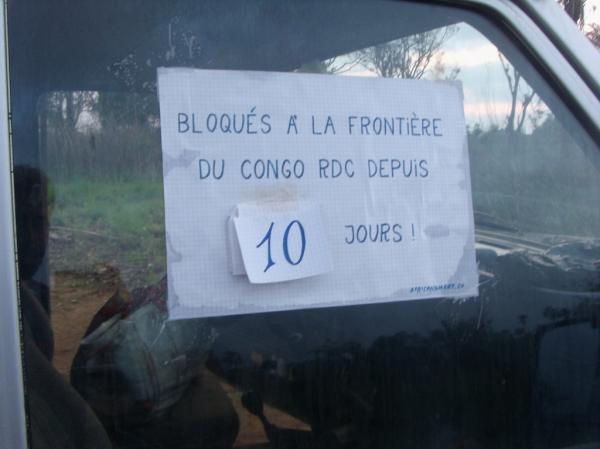 BLOQUÉS À LA FRONTIÈRE
DU CONGO RDC DEPUIS
10 JOURS !